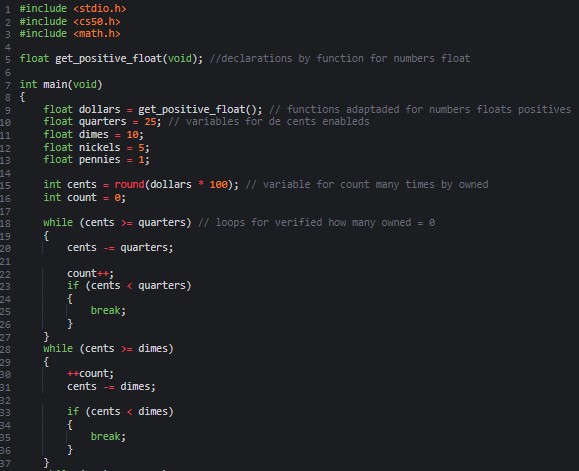 1 #include <stdio.h>
2 #include <cs50.h>
3 #include <math.h>
4
5 float get_positive_float(void); //declarations by function for numbers float
6
7 int main(void)
8 {
9 float dollars = get_positive_float(); // functions adaptaded for numbers floats positives
10 float quarters = 25; // variables for de cents enableds
11 float dimes = 10;
12 float nickels = 5;
13 float pennies = 1;
14
15 int cents = round(dollars * 100); // variable for count many times by owned
16 int count = 0;
17
18 while (cents >= quarters) // loops for verified how many owned = 0
19 {
20 cents -= quarters;
21
22 count++;
23 if (cents < quarters)
24 {
25 break;
26 }
27 }
28 while (cents >= dimes)
29 {
30 ++count;
31 cents -= dimes;
32
33 if (cents < dimes)
34 {
35 break;
36 }
37 }